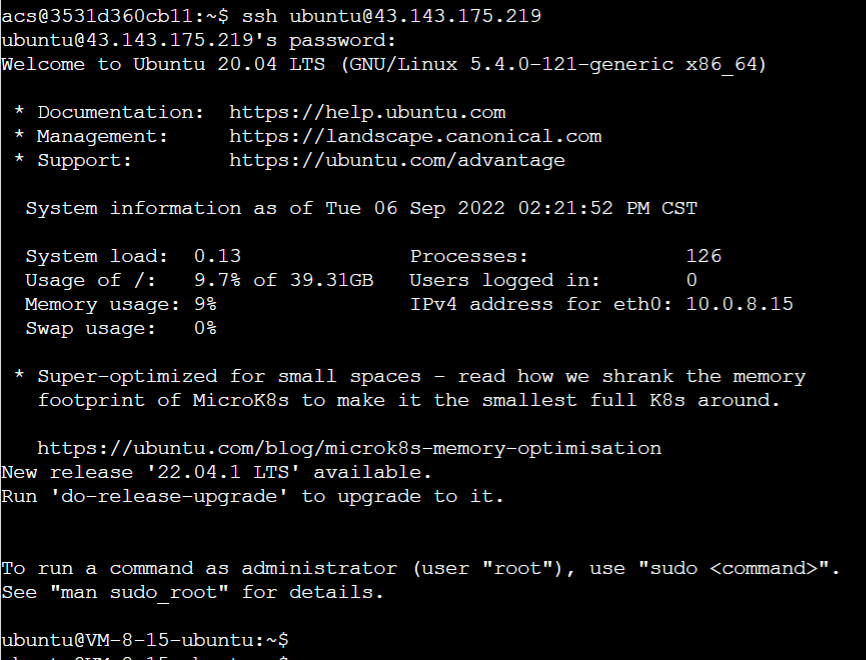 acs@3531d360cb11:~$ ssh ubuntu@43.143.175.219
ubuntu@43.143.175.219's password:
Welcome to Ubuntu 20.04 LTS (GNU/Linux 5.4.0-121-generic x86_64)
* Documentation:  https://help.ubuntu.com
* Management:     https://landscape.canonical.com
* Support:        https://ubuntu.com/advantage
System information as of Tue 06 Sep 2022 02:21:52 PM CST
System load:  0.13              Processes:             126
Usage of /:   9.7% of 39.31GB   Users logged in:       0
Memory usage: 9%                IPv4 address for eth0: 10.0.8.15
Swap usage:   0%
* Super-optimized for small spaces - read how we shrank the memory
footprint of MicroK8s to make it the smallest full K8s around.
https://ubuntu.com/blog/microk8s-memory-optimisation
New release '22.04.1 LTS' available.
Run 'do-release-upgrade' to upgrade to it.
To run a command as administrator (user "root"), use "sudo <command>".
See "man sudo_root" for details.
ubuntu@VM-8-15-ubuntu:~$